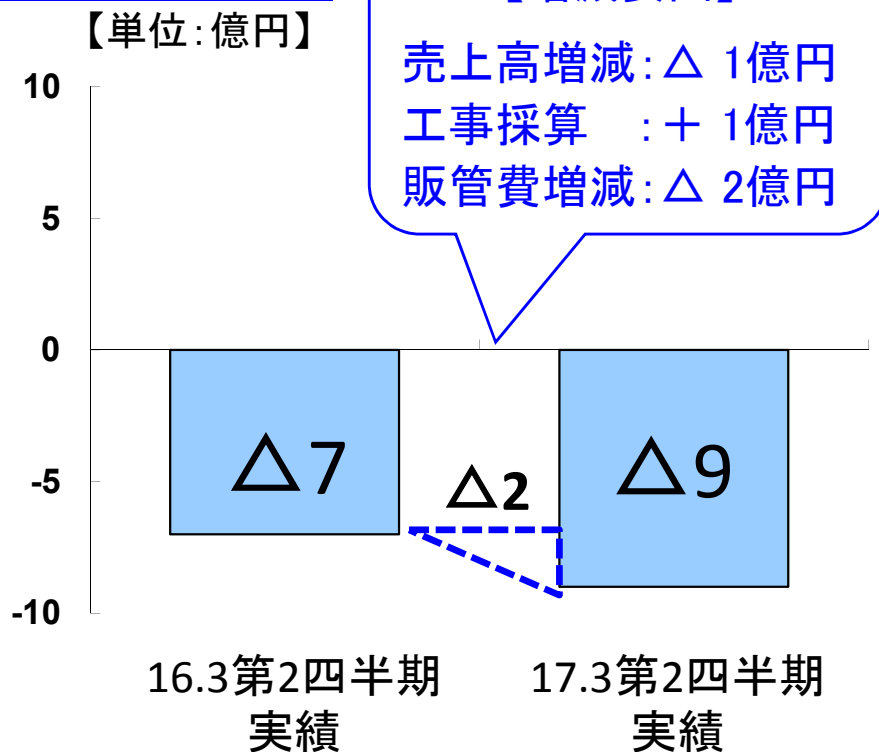 【単位:億円】
売上高増減:△ 1億円
工事採算 :+ 1億円
販管費増減:△ 2億円
10
5
0
-5
-10
△7
△2
△9
16.3第2四半期
実績
17.3第2四半期
実績